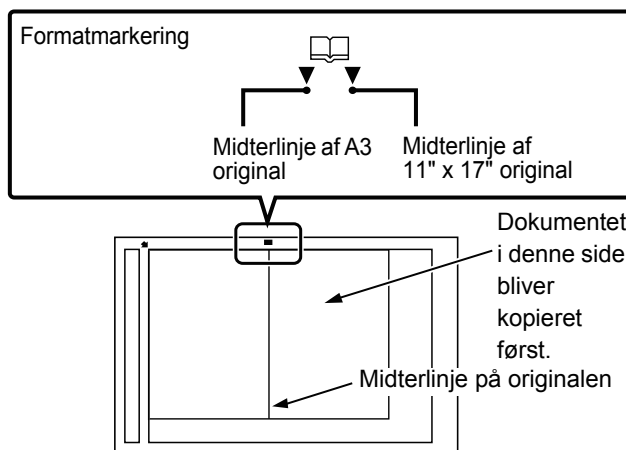 Formatmarkering
Midterlinje af A3
original
Midterlinje af
11" x 17" original
Dokumentet
i denne side
bliver
kopieret
først.
Midterlinje på originalen